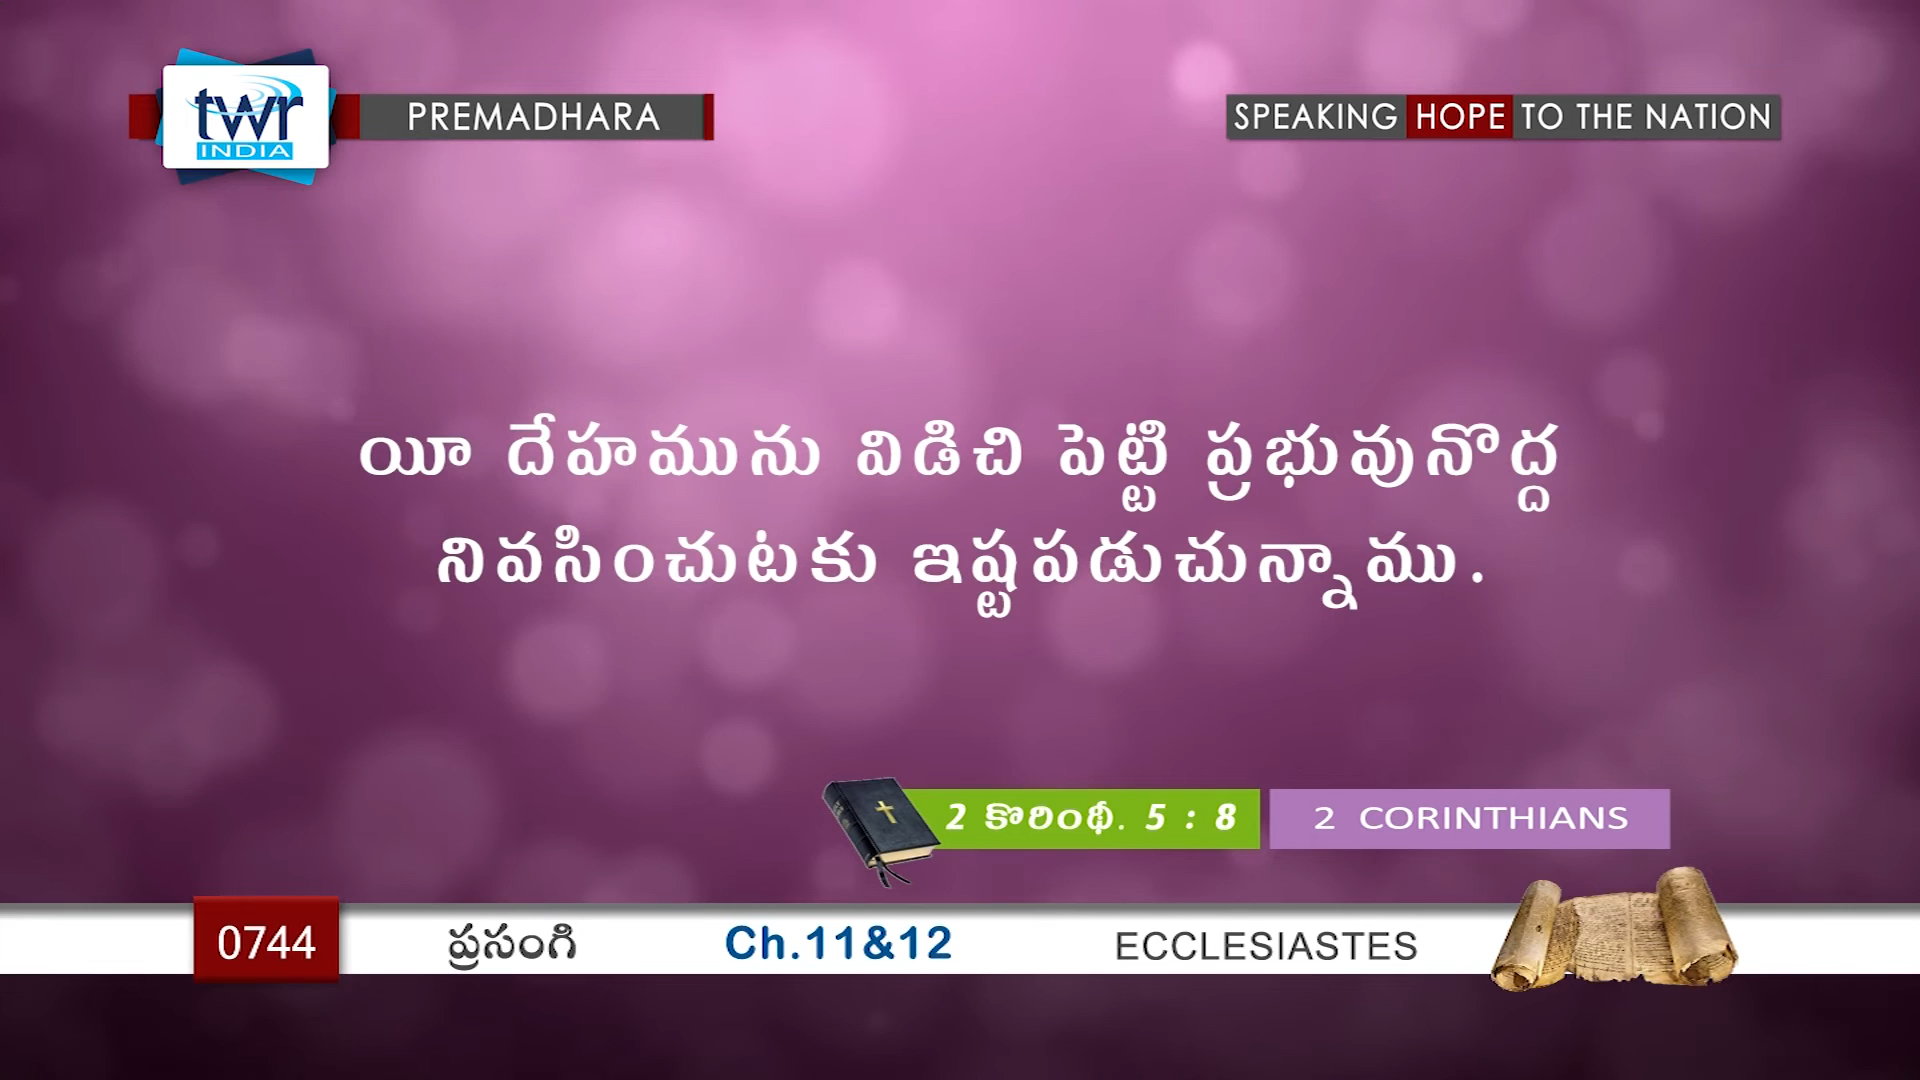 twr
INDIA
PREMADHARA
SPEAKING HOPE TO THE NATION
యీ దేహమును విడిచి పెట్టి ప్రభువునొద్ద
నివసించుటకు ఇష్టపడుచున్నాము.
2 కొరింథీ. 5 : 8
2 CORINTHIANS
0744
ప్రసంగి
Ch.11&12
ECCLESIASTES